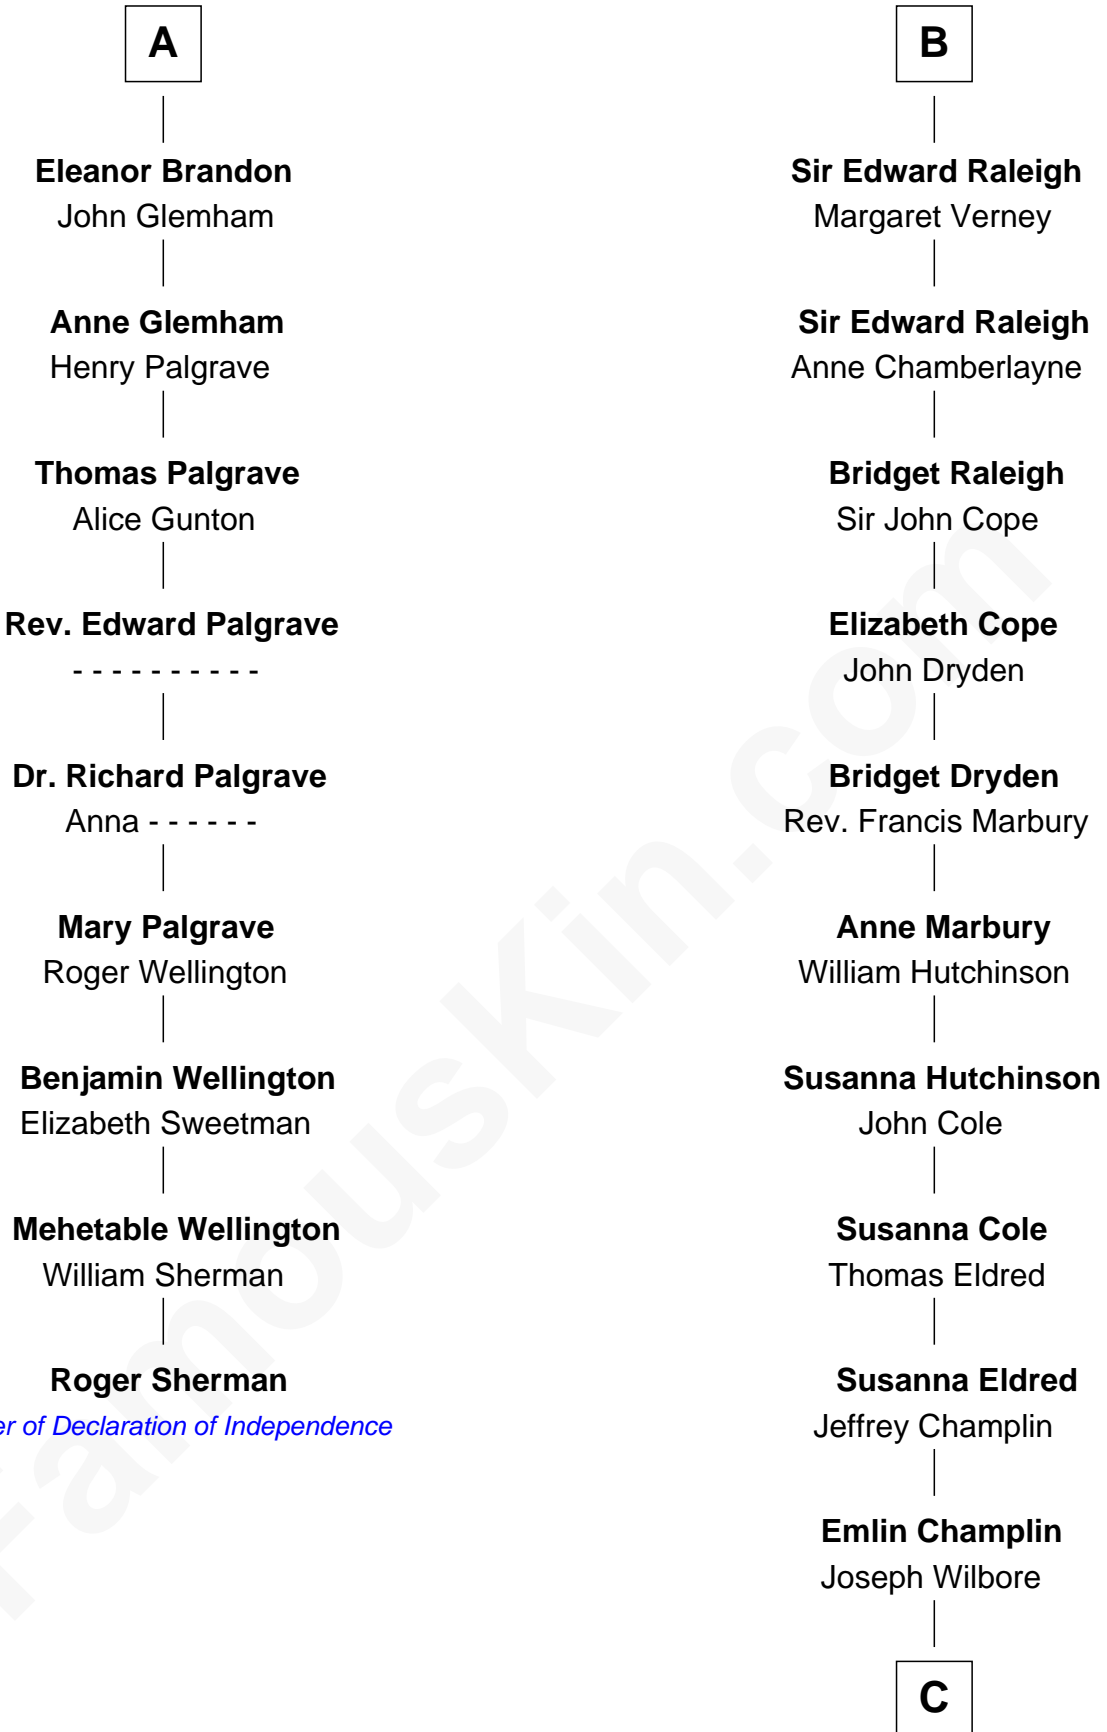 A
Eleanor Brandon
John Glemham
Anne Glemham
Henry Palgrave
Thomas Palgrave
Alice Gunton
Rev. Edward Palgrave
- - - - - - - - - -
Dr. Richard Palgrave
Anna - - - - - -
Mary Palgrave
Roger Wellington
Benjamin Wellington
Elizabeth Sweetman
Mehetable Wellington
William Sherman
Roger Sherman
er of Declaration of Independence
B
Sir Edward Raleigh
Margaret Verney
Sir Edward Raleigh
Anne Chamberlayne
Bridget Raleigh
Sir John Cope
Elizabeth Cope
John Dryden
Bridget Dryden
Rev. Francis Marbury
Anne Marbury
William Hutchinson
Susanna Hutchinson
John Cole
Susanna Cole
Thomas Eldred
Susanna Eldred
Jeffrey Champlin
Emlin Champlin
Joseph Wilbore
C
FamousKin.com